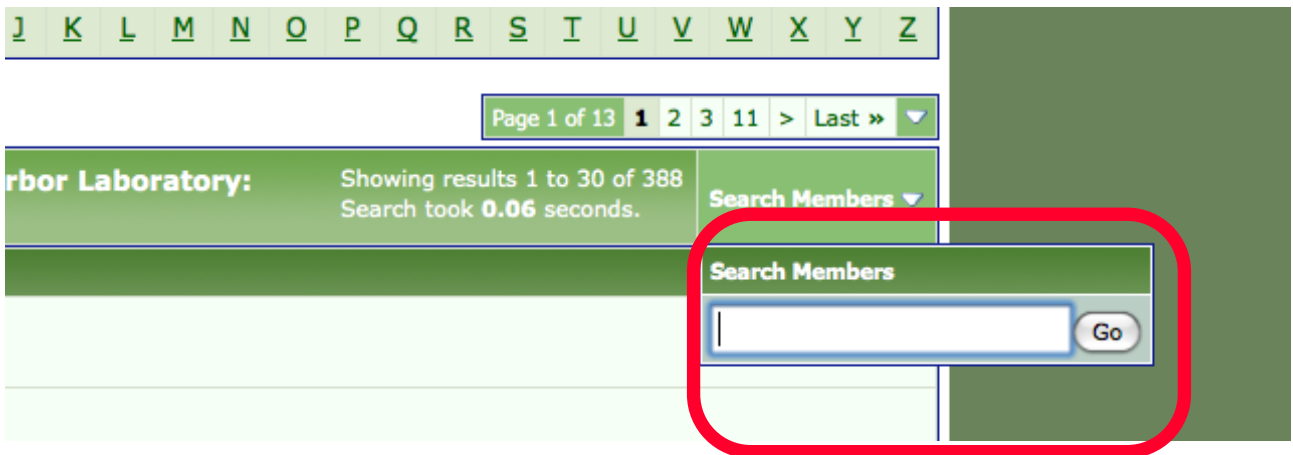 J K L M N O P Q R S T U V W X Y Z
Page 1 of 13 1 2 3 11 > Last »
rbor Laboratory:
Showing results 1 to 30 of 388
Search took 0.06 seconds.
Search Members
Search Members
Go